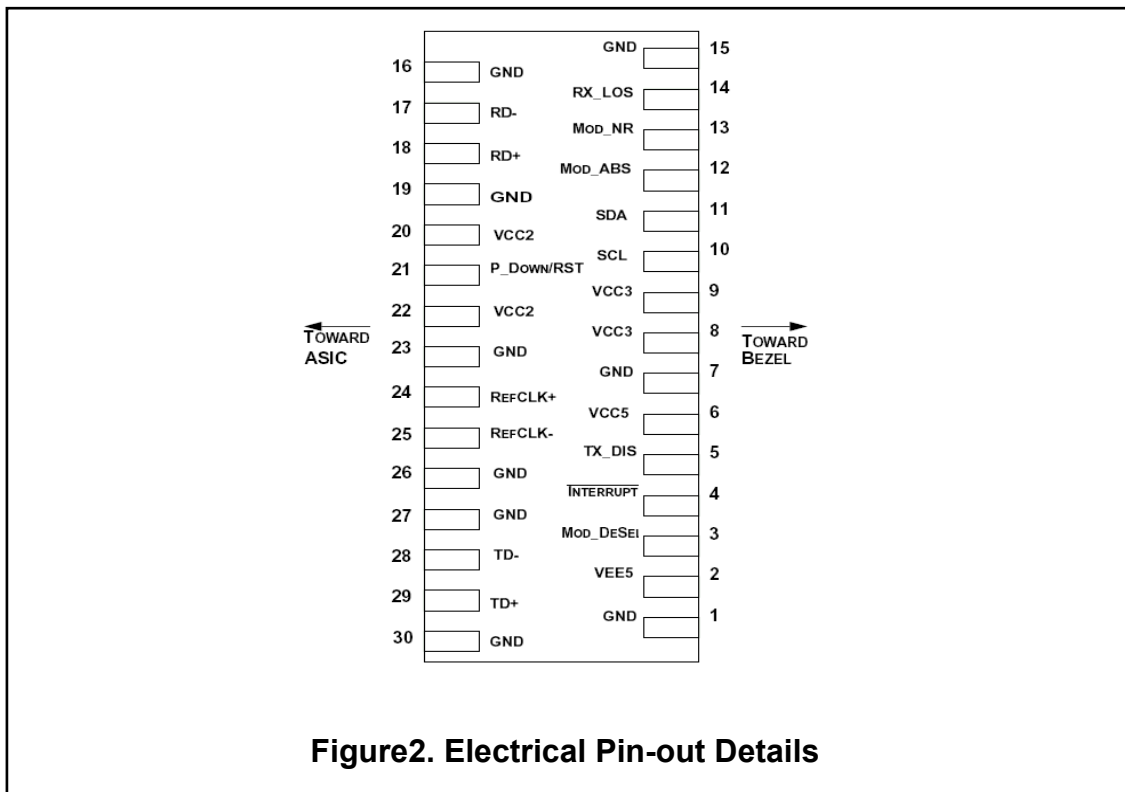 GND 15
16 GND
RX_LOS 14
17 RD-
MOD_NR 13
18 RD+
MOD_ABS 12
19 GND
SDA 11
20 VCC2
SCL 10
21 P_DOWN/RST
VCC3 9
22 VCC2
VCC3 8
TOWARD
ASIC
TOWARD
BEZEL
23 GND
GND 7
24 REFCLK+
VCC5 6
25 REFCLK-
TX_DIS 5
26 GND
INTERRUPT 4
27 GND
MOD_DESEL 3
28 TD-
VEE5 2
29 TD+
GND 1
30 GND
Figure2. Electrical Pin-out Details